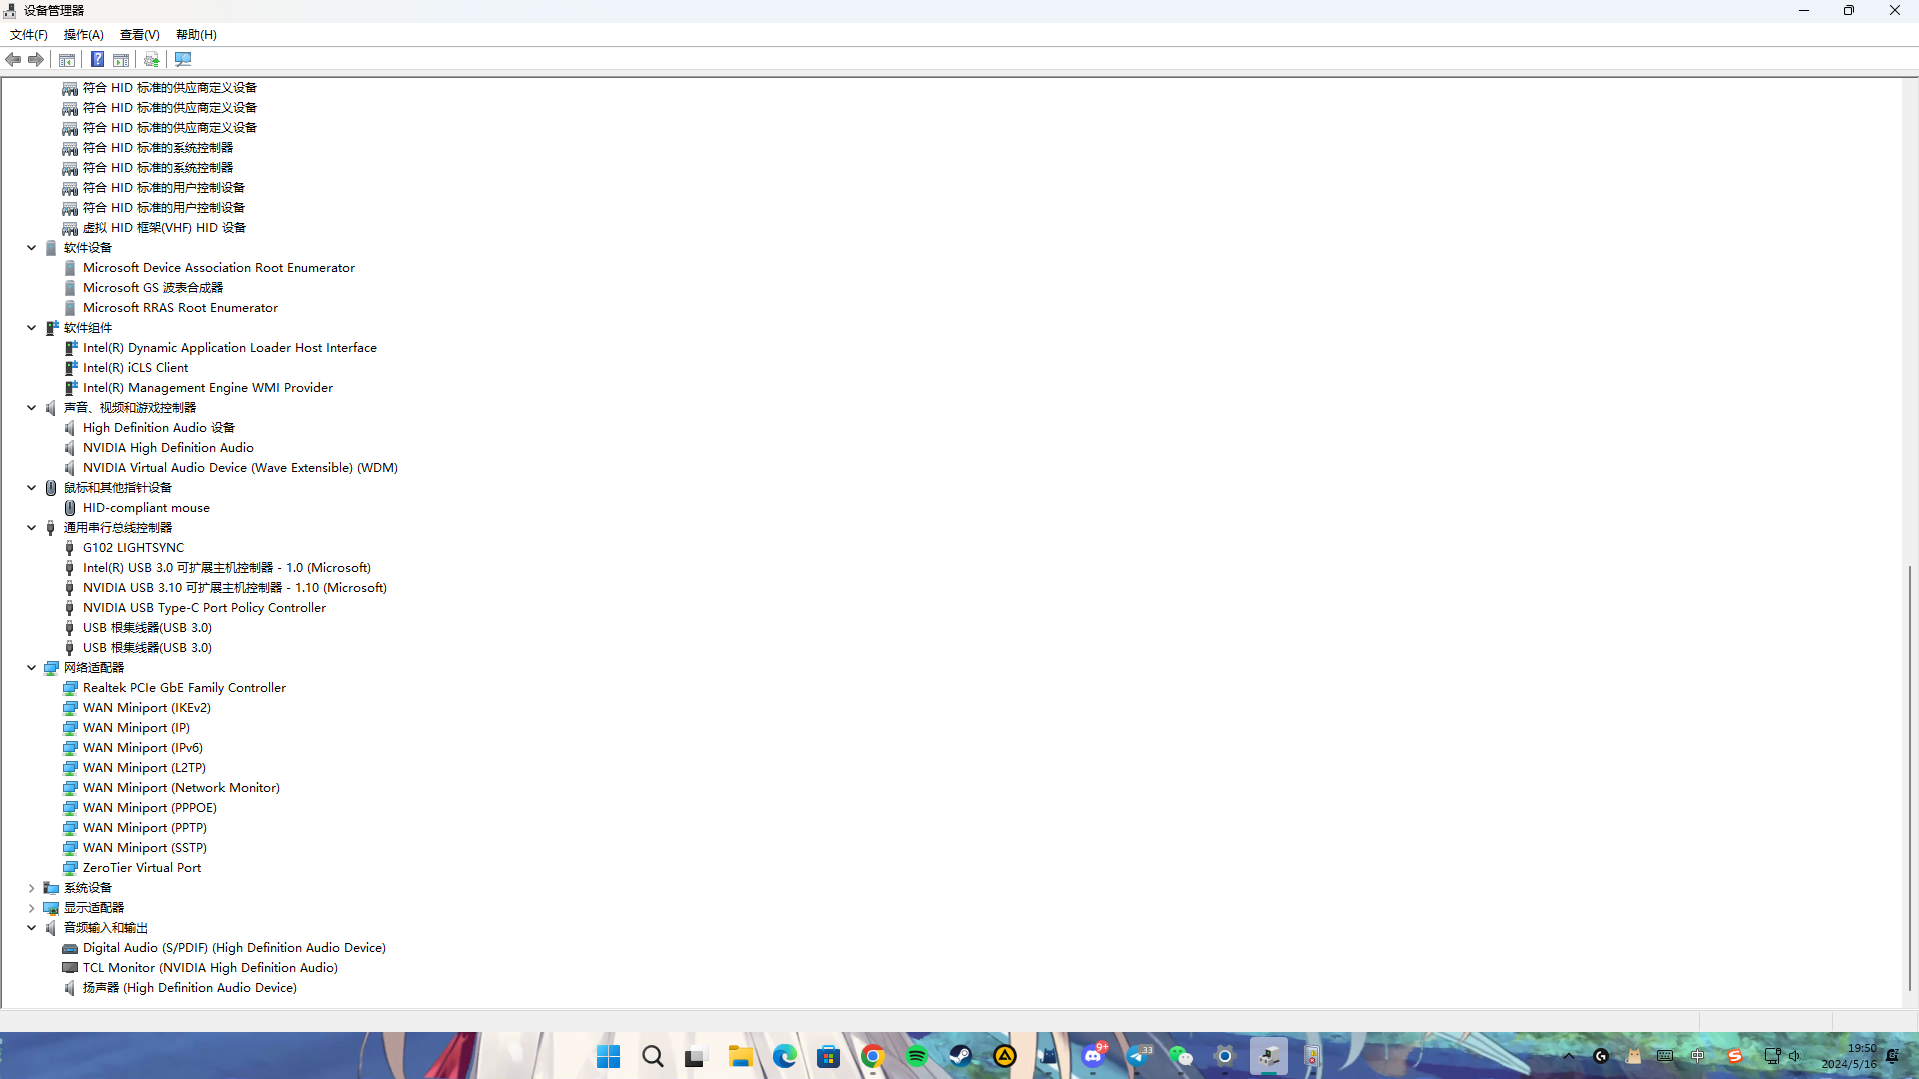 设备管理器
文件(F) 操作(A) 查看(V) 帮助(H)
符合 HID 标准的供应商定义设备
符合 HID 标准的供应商定义设备
符合 HID 标准的供应商定义设备
符合 HID 标准的系统控制器
符合 HID 标准的系统控制器
符合 HID 标准的用户控制设备
符合 HID 标准的用户控制设备
虚拟 HID 框架(VHF) HID 设备
软件设备
Microsoft Device Association Root Enumerator
Microsoft GS 波表合成器
Microsoft RRAS Root Enumerator
软件组件
Intel(R) Dynamic Application Loader Host Interface
Intel(R) iCLS Client
Intel(R) Management Engine WMI Provider
声音、视频和游戏控制器
High Definition Audio 设备
NVIDIA High Definition Audio
NVIDIA Virtual Audio Device (Wave Extensible) (WDM)
鼠标和其他指针设备
HID-compliant mouse
通用串行总线控制器
G102 LIGHTSYNC
Intel(R) USB 3.0 可扩展主机控制器 - 1.0 (Microsoft)
NVIDIA USB 3.10 可扩展主机控制器 - 1.10 (Microsoft)
NVIDIA USB Type-C Port Policy Controller
USB 根集线器(USB 3.0)
USB 根集线器(USB 3.0)
网络适配器
Realtek PCIe GbE Family Controller
WAN Miniport (IKEv2)
WAN Miniport (IP)
WAN Miniport (IPv6)
WAN Miniport (L2TP)
WAN Miniport (Network Monitor)
WAN Miniport (PPPOE)
WAN Miniport (PPTP)
WAN Miniport (SSTP)
ZeroTier Virtual Port
系统设备
显示适配器
音频输入和输出
Digital Audio (S/PDIF) (High Definition Audio Device)
TCL Monitor (NVIDIA High Definition Audio)
扬声器 (High Definition Audio Device)
9+
33
中
19:50
2024/5/16